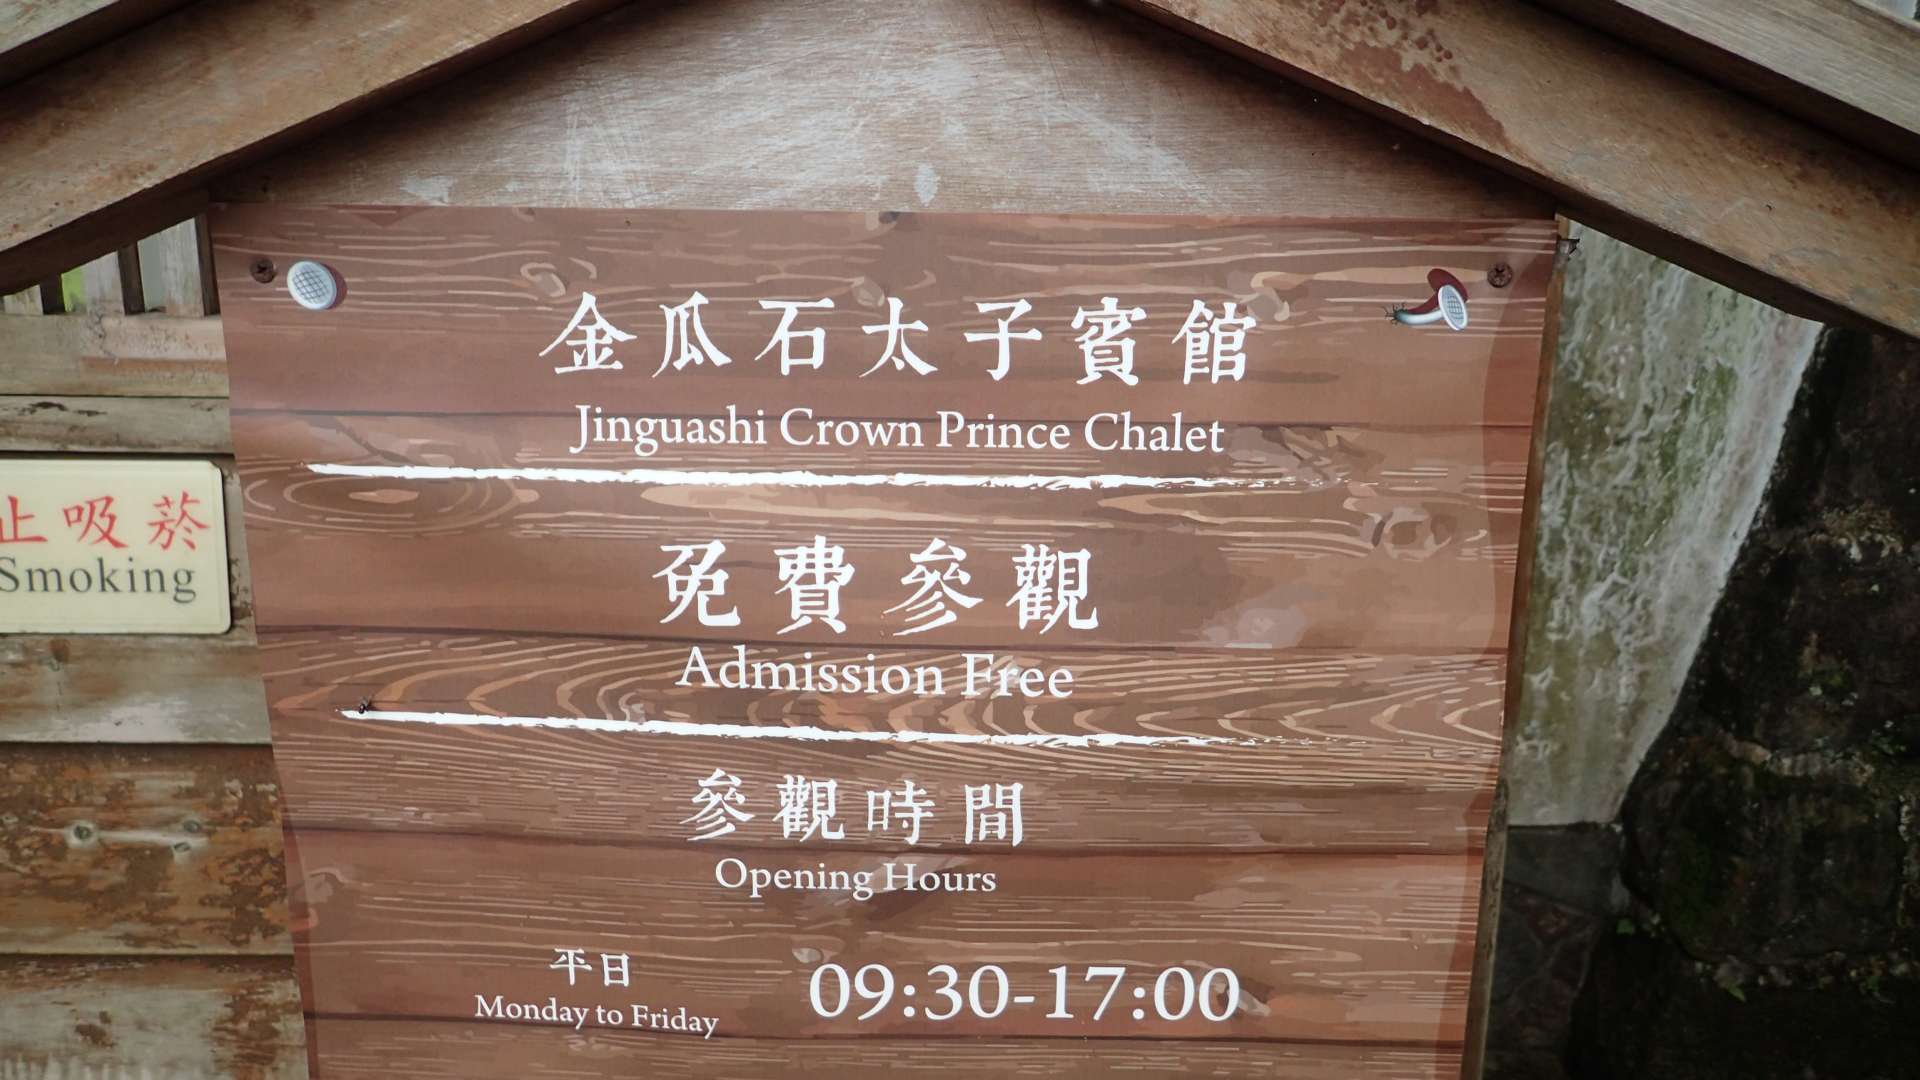 金瓜石太子賓館
Jinguashi Crown Prince Chalet
免費參觀
Admission Free
參觀時間
Opening Hours
平日
Monday to Friday
09:30-17:00
止吸菸
Smoking